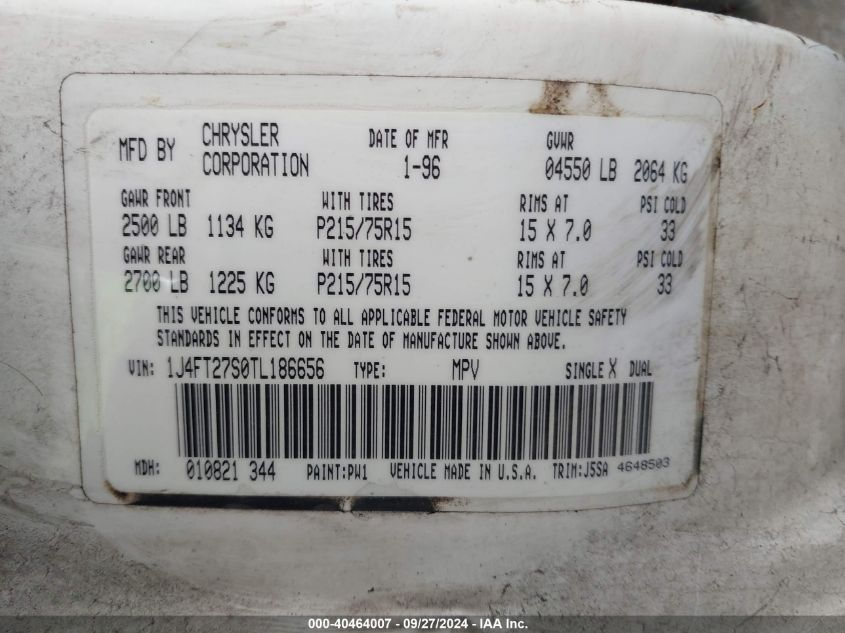 MFD BY CHRYSLER CORPORATION DATE OF MFR 1-96 GVWR 04550 LB 2064 KG
GAWR FRONT WITH TIRES RIMS AT PSI COLD
2500 LB 1134 KG P215/75R15 15 X 7.0 33
GAWR REAR WITH TIRES RIMS AT PSI COLD
2700 LB 1225 KG P215/75R15 15 X 7.0 33
THIS VEHICLE CONFORMS TO ALL APPLICABLE FEDERAL MOTOR VEHICLE SAFETY
STANDARDS IN EFFECT ON THE DATE OF MANUFACTURE SHOWN ABOVE.
VIN: 1J4FT27S0TL186656 TYPE: MPV SINGLE X DUAL
MDH: 010821 344 PAINT:PW1 VEHICLE MADE IN U.S.A. TRIM:J5SA 4648503
000-40464007 - 09/27/2024 - IAA Inc.